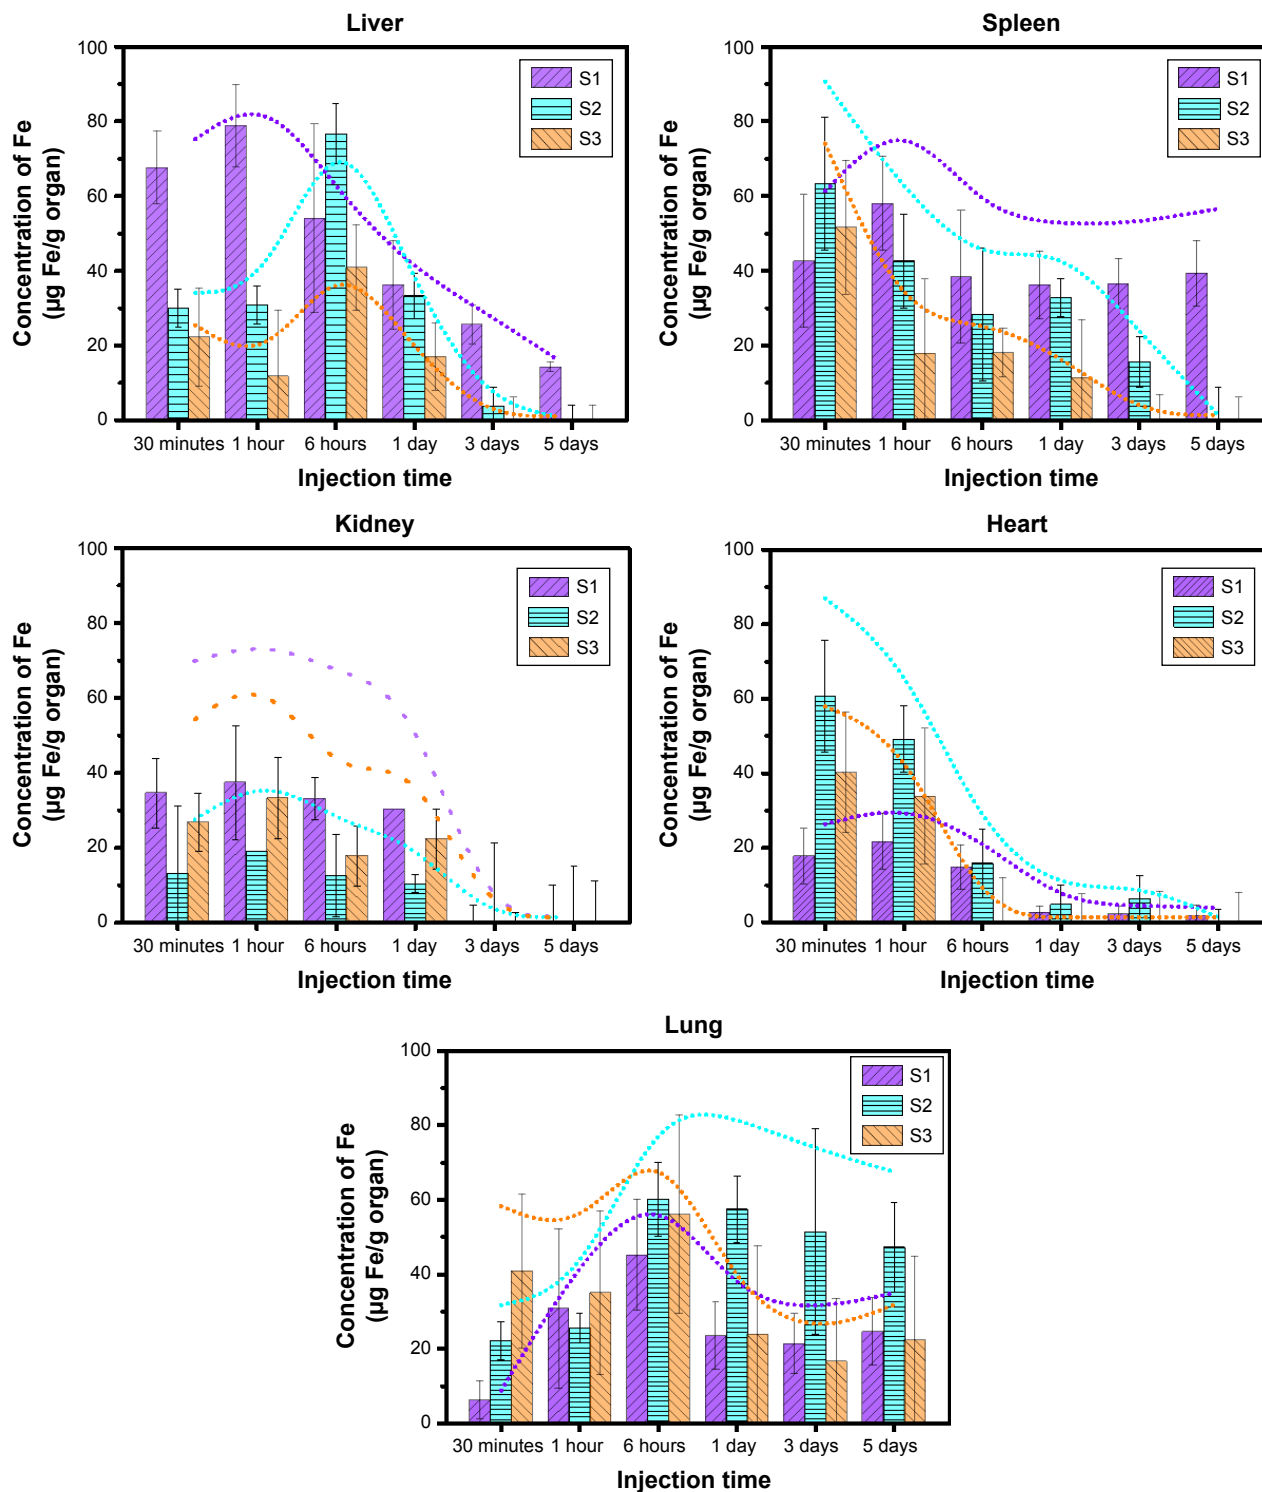 Liver
Concentration of Fe
(µg Fe/g organ)
100
80
60
40
20
0
S1
S2
S3
30 minutes 1 hour 6 hours 1 day 3 days 5 days
Injection time
Spleen
Concentration of Fe
(µg Fe/g organ)
100
80
60
40
20
0
S1
S2
S3
30 minutes 1 hour 6 hours 1 day 3 days 5 days
Injection time
Kidney
Concentration of Fe
(µg Fe/g organ)
100
80
60
40
20
0
S1
S2
S3
30 minutes 1 hour 6 hours 1 day 3 days 5 days
Injection time
Heart
Concentration of Fe
(µg Fe/g organ)
100
80
60
40
20
0
S1
S2
S3
30 minutes 1 hour 6 hours 1 day 3 days 5 days
Injection time
Lung
Concentration of Fe
(µg Fe/g organ)
100
80
60
40
20
0
S1
S2
S3
30 minutes 1 hour 6 hours 1 day 3 days 5 days
Injection time